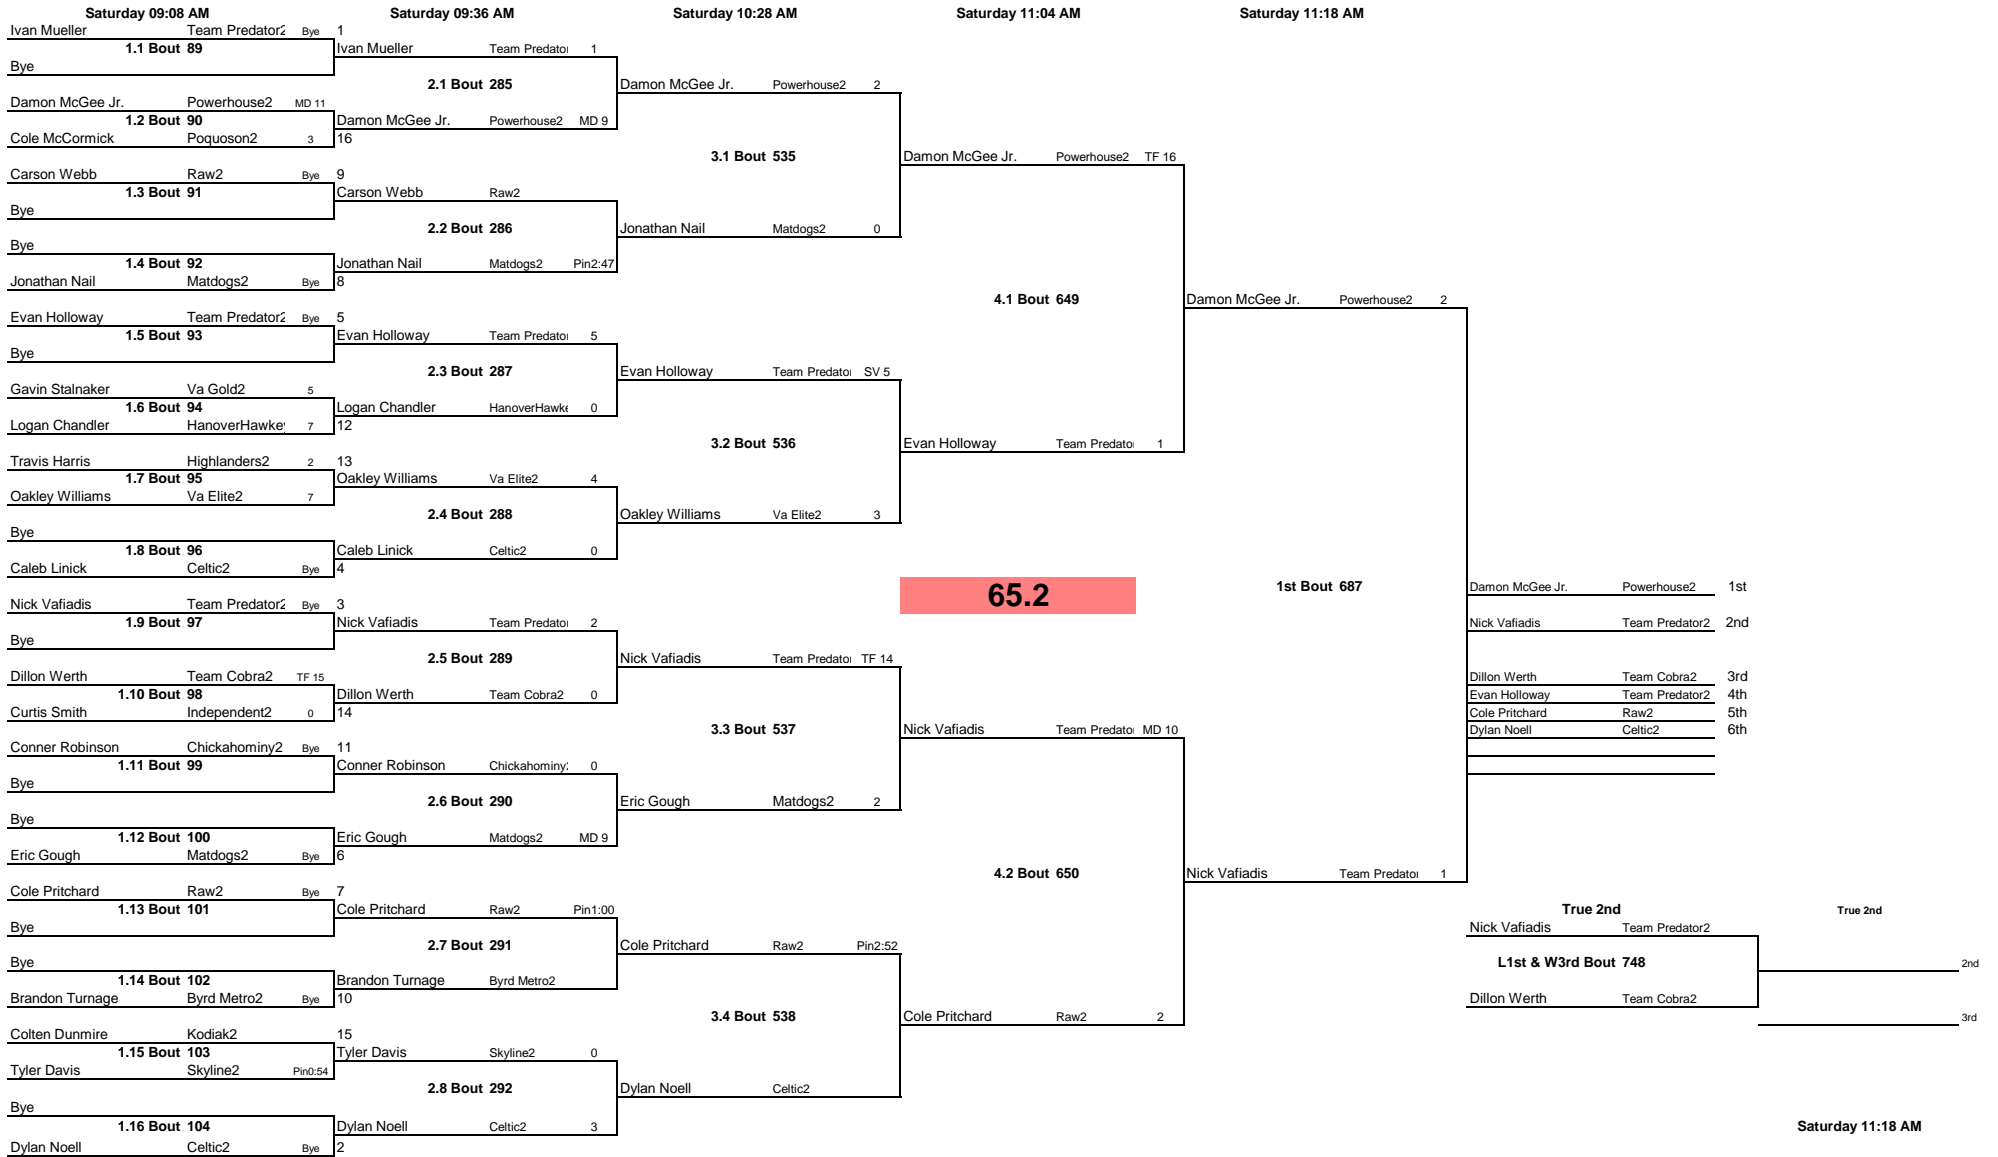 Saturday 09:08 AM Saturday 09:36 AM Saturday 10:28 AM Saturday 11:04 AM Saturday 11:18 AM
Ivan Mueller Team Predator2 Bye 1
1.1 Bout 89 Ivan Mueller Team Predator 1
Bye
2.1 Bout 285 Damon McGee Jr. Powerhouse2 2
Damon McGee Jr. Powerhouse2 MD 11
1.2 Bout 90 Damon McGee Jr. Powerhouse2 MD 9
Cole McCormick Poquoson2 3 16
3.1 Bout 535 Damon McGee Jr. Powerhouse2 TF 16
Carson Webb Raw2 Bye 9
1.3 Bout 91 Carson Webb Raw2
Bye
2.2 Bout 286 Jonathan Nail Matdogs2 0
Bye
1.4 Bout 92 Jonathan Nail Matdogs2 Pin2:47
Jonathan Nail Matdogs2 Bye 8
4.1 Bout 649 Damon McGee Jr. Powerhouse2 2
Evan Holloway Team Predator2 Bye 5
1.5 Bout 93 Evan Holloway Team Predator 5
Bye
2.3 Bout 287 Evan Holloway Team Predator SV 5
Gavin Stalnaker Va Gold2 5
1.6 Bout 94 Logan Chandler HanoverHawke 0
Logan Chandler HanoverHawkey 7 12
3.2 Bout 536 Evan Holloway Team Predator 1
Travis Harris Highlanders2 2 13
1.7 Bout 95 Oakley Williams Va Elite2 4
Oakley Williams Va Elite2 7
2.4 Bout 288 Oakley Williams Va Elite2 3
Bye
1.8 Bout 96 Caleb Linick Celtic2 0
Caleb Linick Celtic2 Bye 4
65.2 1st Bout 687 Damon McGee Jr. Powerhouse2 1st
Nick Vafiadis Team Predator2 Bye 3
1.9 Bout 97 Nick Vafiadis Team Predator 2 Nick Vafiadis Team Predator2 2nd
Bye
2.5 Bout 289 Nick Vafiadis Team Predator TF 14
Dillon Werth Team Cobra2 TF 15 Dillon Werth Team Cobra2 3rd
1.10 Bout 98 Dillon Werth Team Cobra2 0 Evan Holloway Team Predator2 4th
Curtis Smith Independent2 0 14 Cole Pritchard Raw2 5th
3.3 Bout 537 Nick Vafiadis Team Predator MD 10 Dylan Noell Celtic2 6th
Conner Robinson Chickahominy2 Bye 11
1.11 Bout 99 Conner Robinson Chickahominy2 0
Bye
2.6 Bout 290 Eric Gough Matdogs2 2
Bye
1.12 Bout 100 Eric Gough Matdogs2 MD 9
Eric Gough Matdogs2 Bye 6
4.2 Bout 650 Nick Vafiadis Team Predator 1
Cole Pritchard Raw2 Bye 7
1.13 Bout 101 Cole Pritchard Raw2 Pin1:00 True 2nd True 2nd
Bye Nick Vafiadis Team Predator2
2.7 Bout 291 Cole Pritchard Raw2 Pin2:52
Bye L1st & W3rd Bout 748 2nd
1.14 Bout 102 Brandon Turnage Byrd Metro2
Brandon Turnage Byrd Metro2 Bye 10 Dillon Werth Team Cobra2
3.4 Bout 538 Cole Pritchard Raw2 2 3rd
Colten Dunmire Kodiak2 15
1.15 Bout 103 Tyler Davis Skyline2 0
Tyler Davis Skyline2 Pin0:54
2.8 Bout 292 Dylan Noell Celtic2
Bye
1.16 Bout 104 Dylan Noell Celtic2 3 Saturday 11:18 AM
Dylan Noell Celtic2 Bye 2